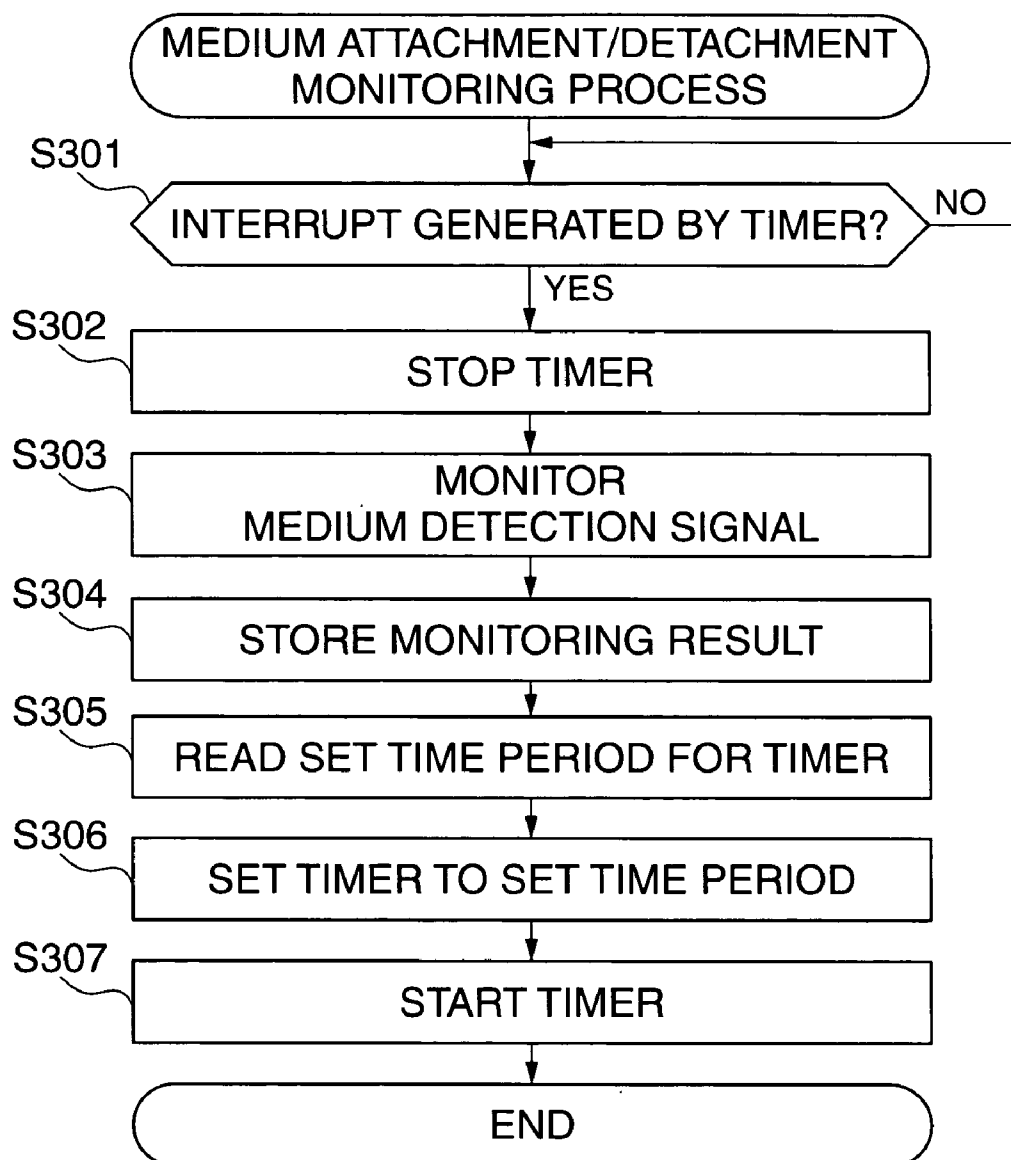 MEDIUM ATTACHMENT/DETACHMENT
MONITORING PROCESS
S301
INTERRUPT GENERATED BY TIMER?
NO
YES
S302
STOP TIMER
S303
MONITOR
MEDIUM DETECTION SIGNAL
S304
STORE MONITORING RESULT
S305
READ SET TIME PERIOD FOR TIMER
S306
SET TIMER TO SET TIME PERIOD
S307
START TIMER
END